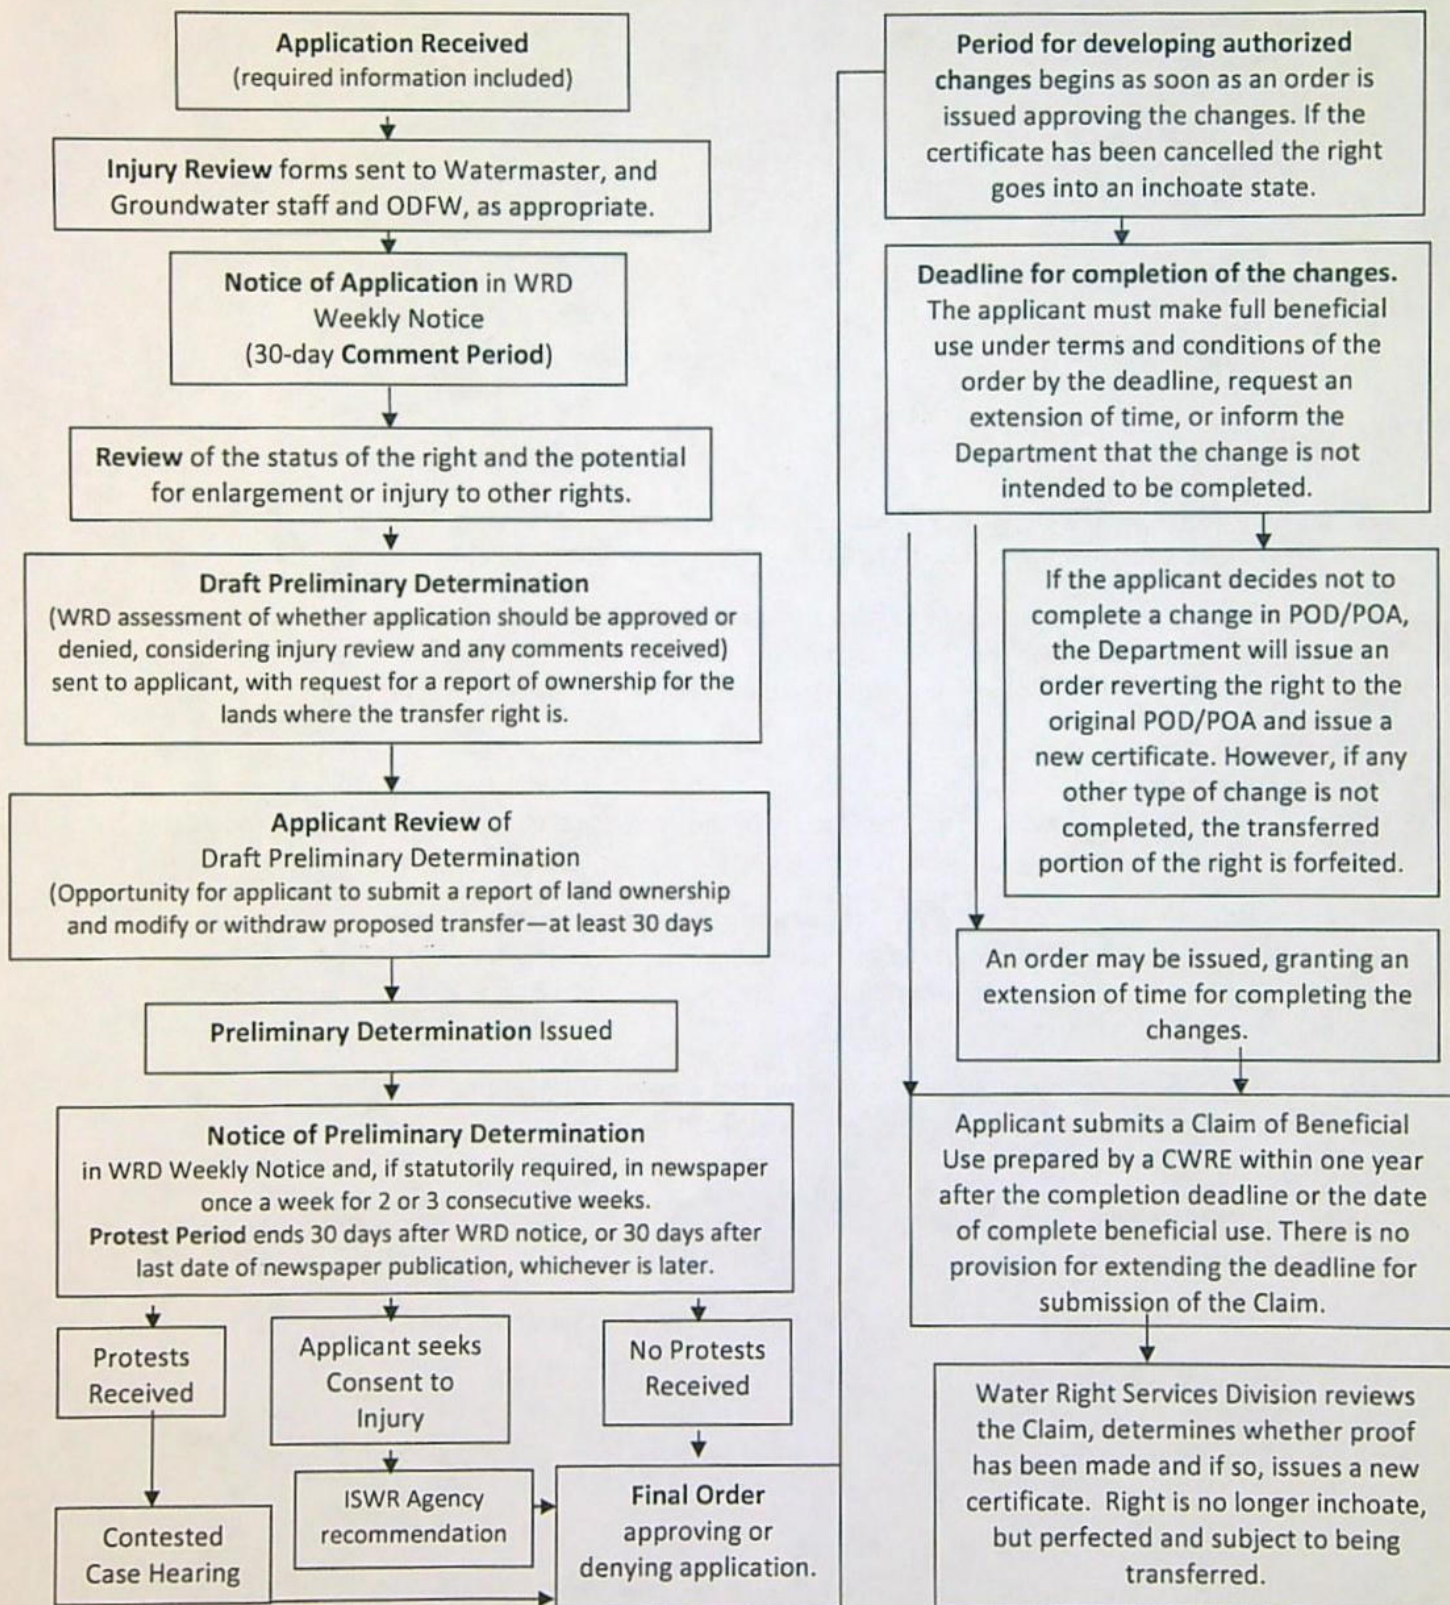 Application Received
(required information included)
Injury Review forms sent to Watermaster, and
Groundwater staff and ODFW, as appropriate.
Notice of Application in WRD
Weekly Notice
(30-day Comment Period)
Review of the status of the right and the potential
for enlargement or injury to other rights.
Draft Preliminary Determination
(WRD assessment of whether application should be approved or
denied, considering injury review and any comments received)
sent to applicant, with request for a report of ownership for the
lands where the transfer right is.
Applicant Review of
Draft Preliminary Determination
(Opportunity for applicant to submit a report of land ownership
and modify or withdraw proposed transfer—at least 30 days
Preliminary Determination Issued
Notice of Preliminary Determination
in WRD Weekly Notice and, if statutorily required, in newspaper
once a week for 2 or 3 consecutive weeks.
Protest Period ends 30 days after WRD notice, or 30 days after
last date of newspaper publication, whichever is later.
Protests
Received
Applicant seeks
Consent to
Injury
No Protests
Received
Contested
Case Hearing
ISWR Agency
recommendation
Final Order
approving or
denying application.
Period for developing authorized
changes begins as soon as an order is
issued approving the changes. If the
certificate has been cancelled the right
goes into an inchoate state.
Deadline for completion of the changes.
The applicant must make full beneficial
use under terms and conditions of the
order by the deadline, request an
extension of time, or inform the
Department that the change is not
intended to be completed.
If the applicant decides not to
complete a change in POD/POA,
the Department will issue an
order reverting the right to the
original POD/POA and issue a
new certificate. However, if any
other type of change is not
completed, the transferred
portion of the right is forfeited.
An order may be issued, granting an
extension of time for completing the
changes.
Applicant submits a Claim of Beneficial
Use prepared by a CWRE within one year
after the completion deadline or the date
of complete beneficial use. There is no
provision for extending the deadline for
submission of the Claim.
Water Right Services Division reviews
the Claim, determines whether proof
has been made and if so, issues a new
certificate. Right is no longer inchoate,
but perfected and subject to being
transferred.